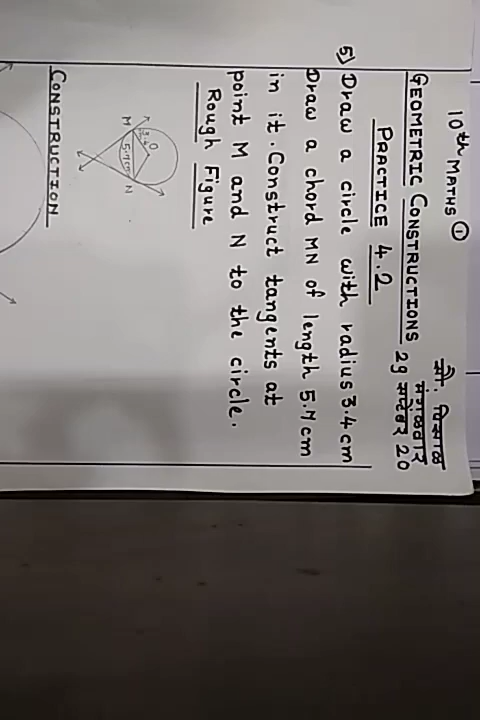 10th MATHS ①
GEOMETRIC CONSTRUCTIONS
मंगळवार
29 सप्टेंबर 20
PRACTICE 4.2
5) Draw a circle with radius 3.4 cm
Draw a chord MN of length 5.7 cm
in it. Construct tangents at
point M and N to the circle.
Rough Figure
O
3.4
M 5.7cm N
CONSTRUCTION